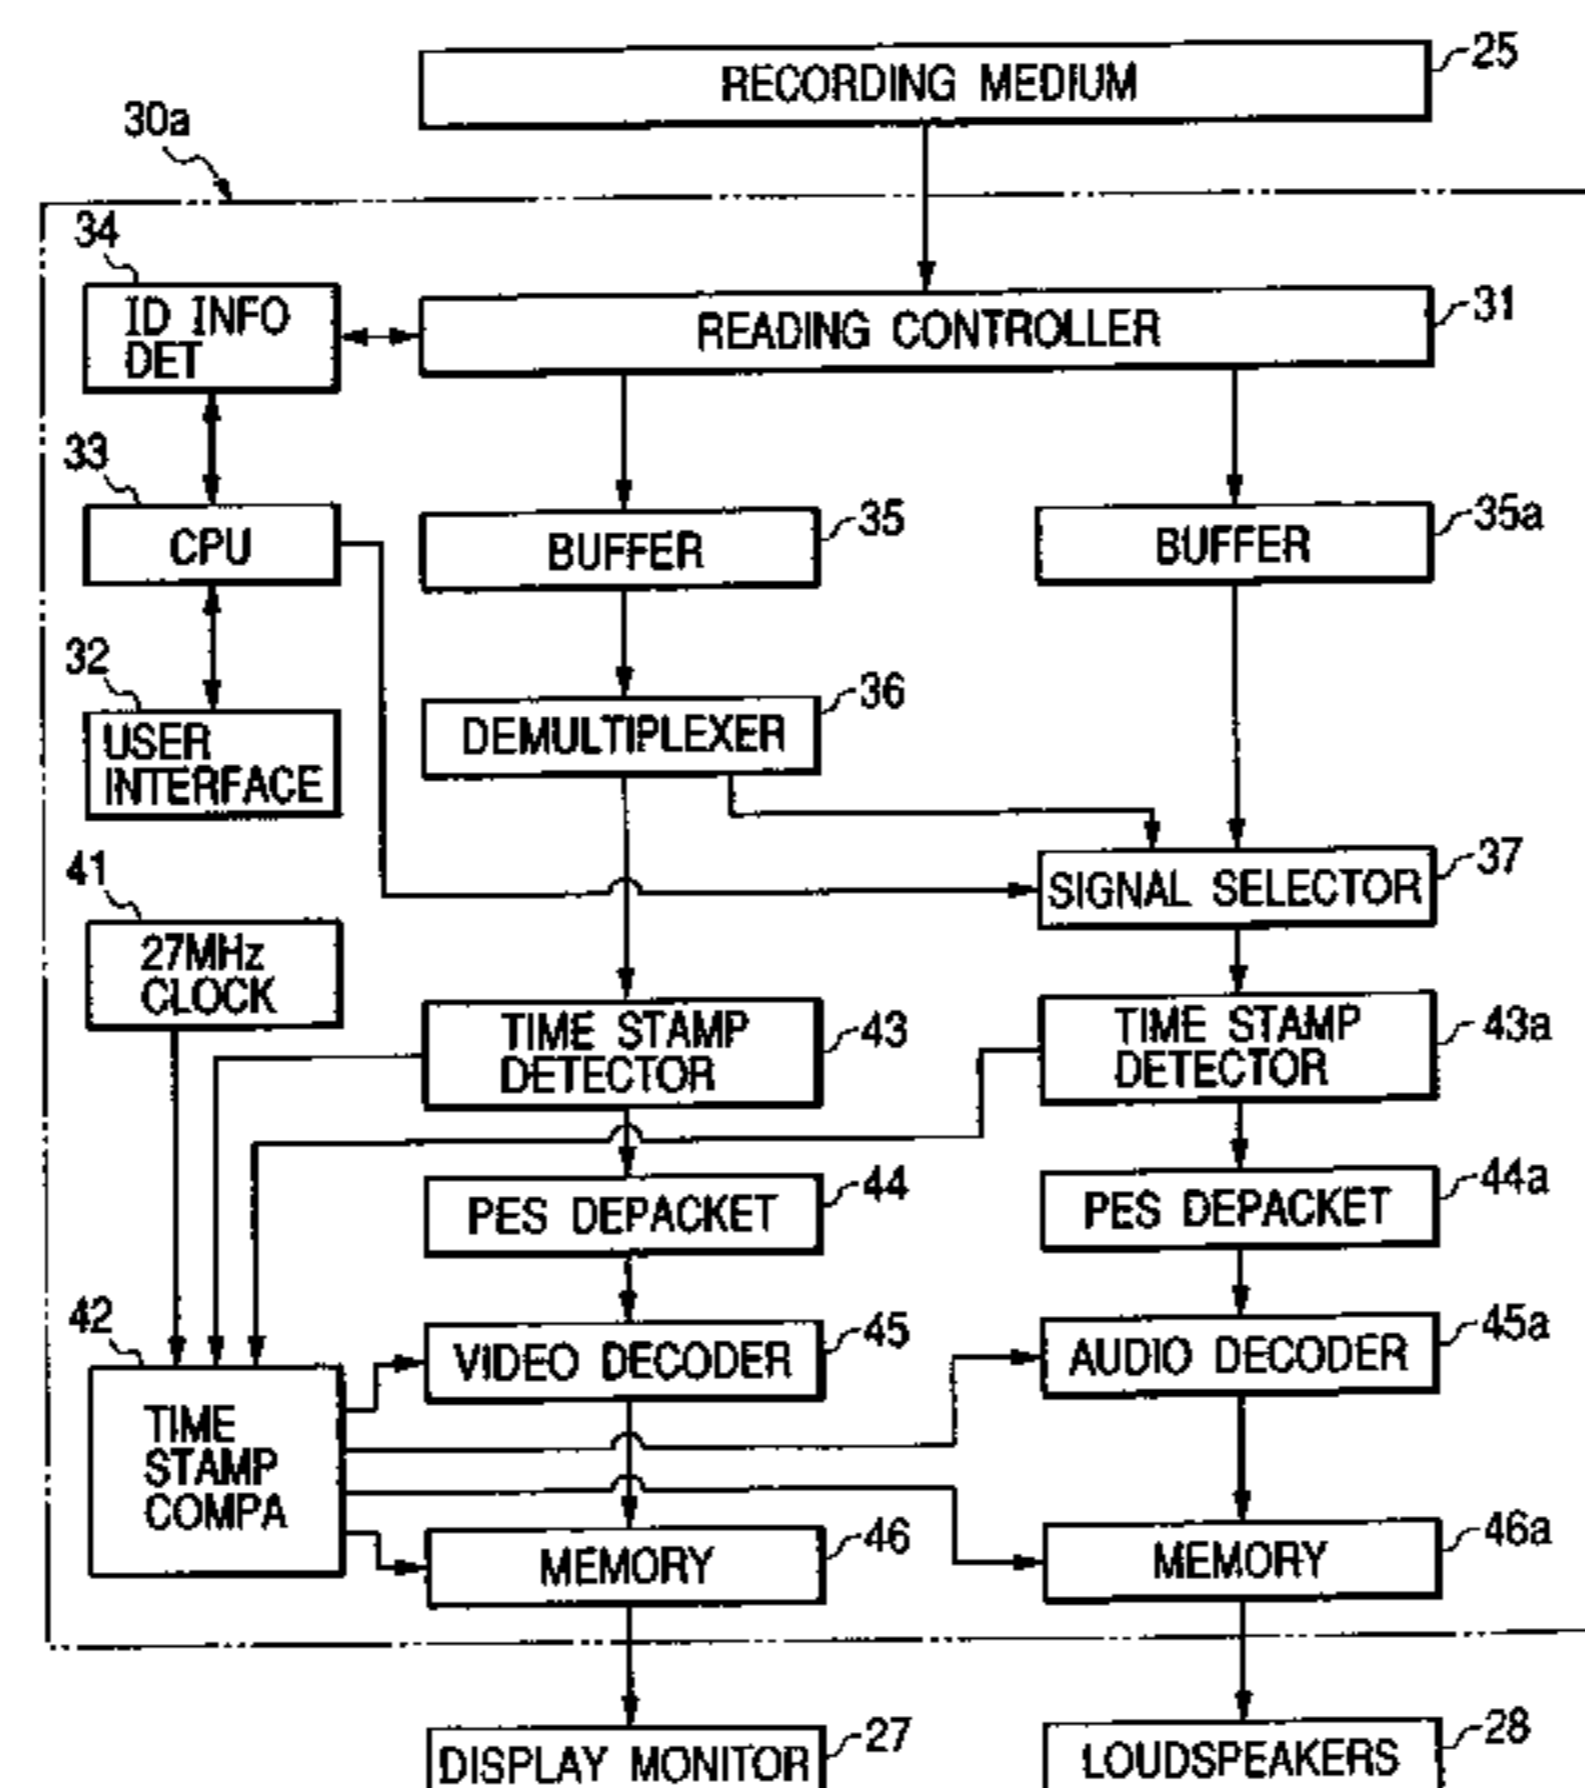 RECORDING MEDIUM
25
30a
34
ID INFO
DET
READING CONTROLLER
31
33
CPU
BUFFER
35
BUFFER
35a
32
USER
INTERFACE
DEMULTIPLEXER
36
SIGNAL SELECTOR
37
41
27MHz
CLOCK
TIME STAMP
DETECTOR
43
TIME STAMP
DETECTOR
43a
PES DEPACKET
44
PES DEPACKET
44a
42
TIME
STAMP
COMPA
VIDEO DECODER
45
AUDIO DECODER
45a
MEMORY
46
MEMORY
46a
DISPLAY MONITOR
27
LOUDSPEAKERS
28